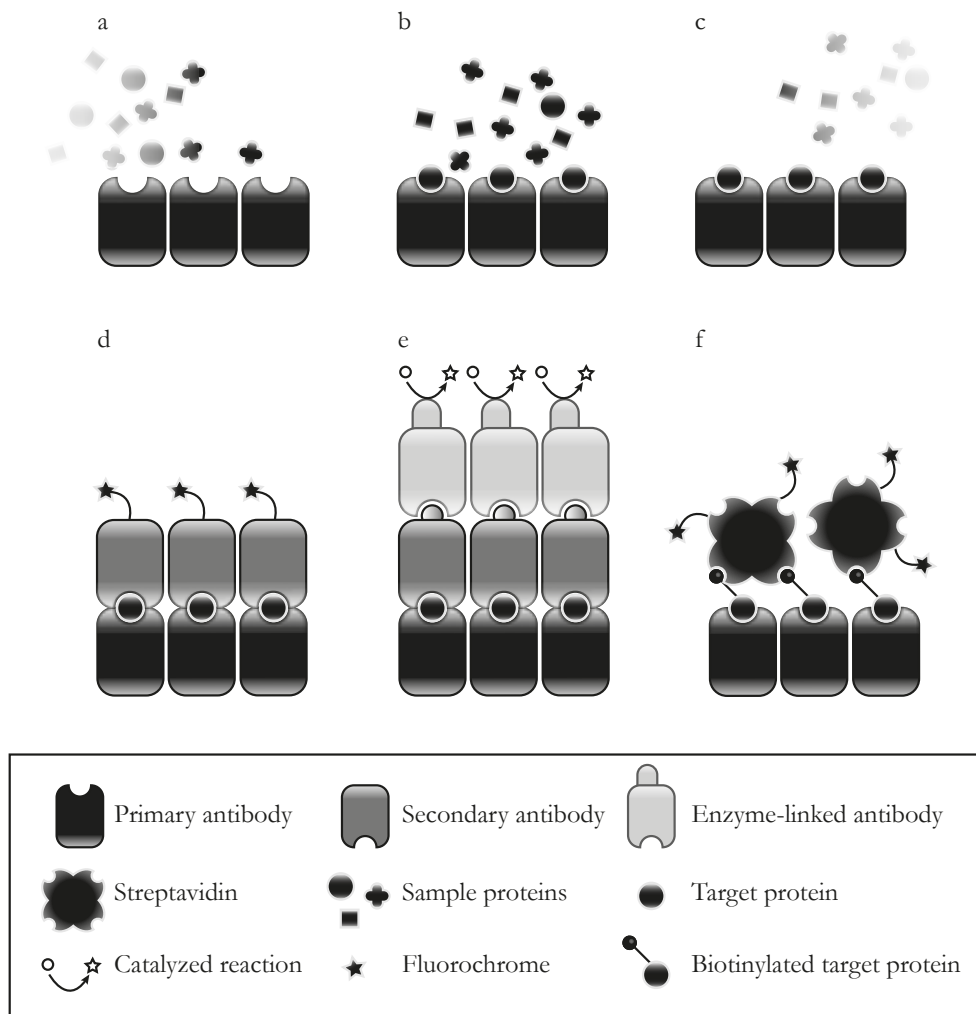 a b c
d e f
Primary antibody Secondary antibody Enzyme-linked antibody
Streptavidin Sample proteins Target protein
Catalyzed reaction Fluorochrome Biotinylated target protein